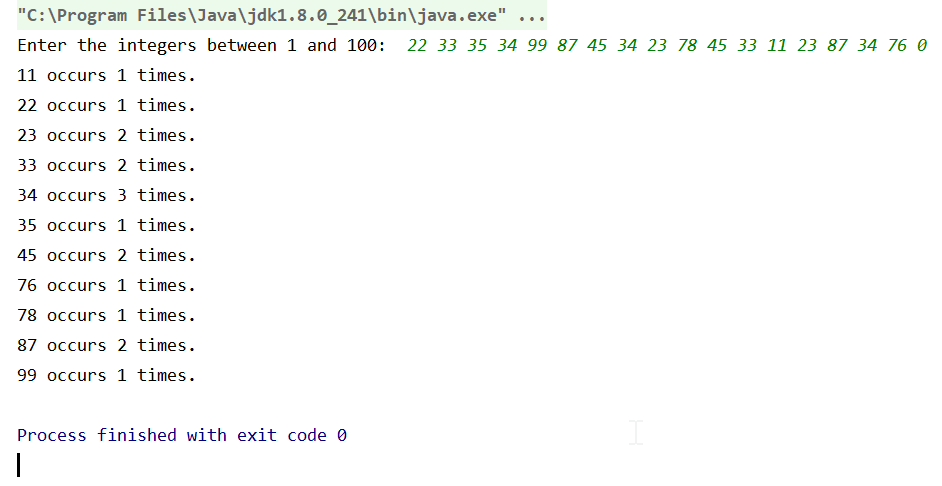 "C:\Program Files\Java\jdk1.8.0_241\bin\java.exe" ...
Enter the integers between 1 and 100:  22 33 35 34 99 87 45 34 23 78 45 33 11 23 87 34 76 0
11 occurs 1 times.
22 occurs 1 times.
23 occurs 2 times.
33 occurs 2 times.
34 occurs 3 times.
35 occurs 1 times.
45 occurs 2 times.
76 occurs 1 times.
78 occurs 1 times.
87 occurs 2 times.
99 occurs 1 times.
Process finished with exit code 0